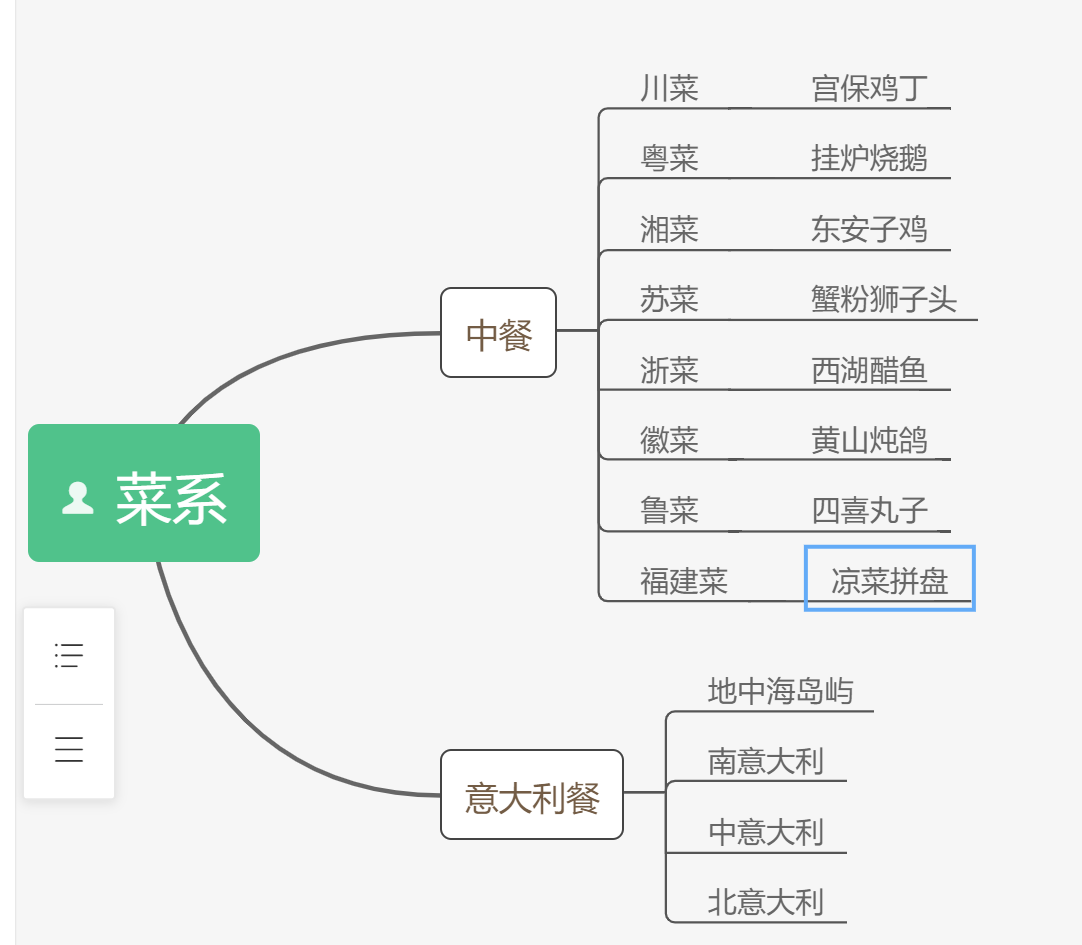 菜系
中餐
川菜 宫保鸡丁
粤菜 挂炉烧鹅
湘菜 东安子鸡
苏菜 蟹粉狮子头
浙菜 西湖醋鱼
徽菜 黄山炖鸽
鲁菜 四喜丸子
福建菜 凉菜拼盘
意大利餐
地中海岛屿
南意大利
中意大利
北意大利